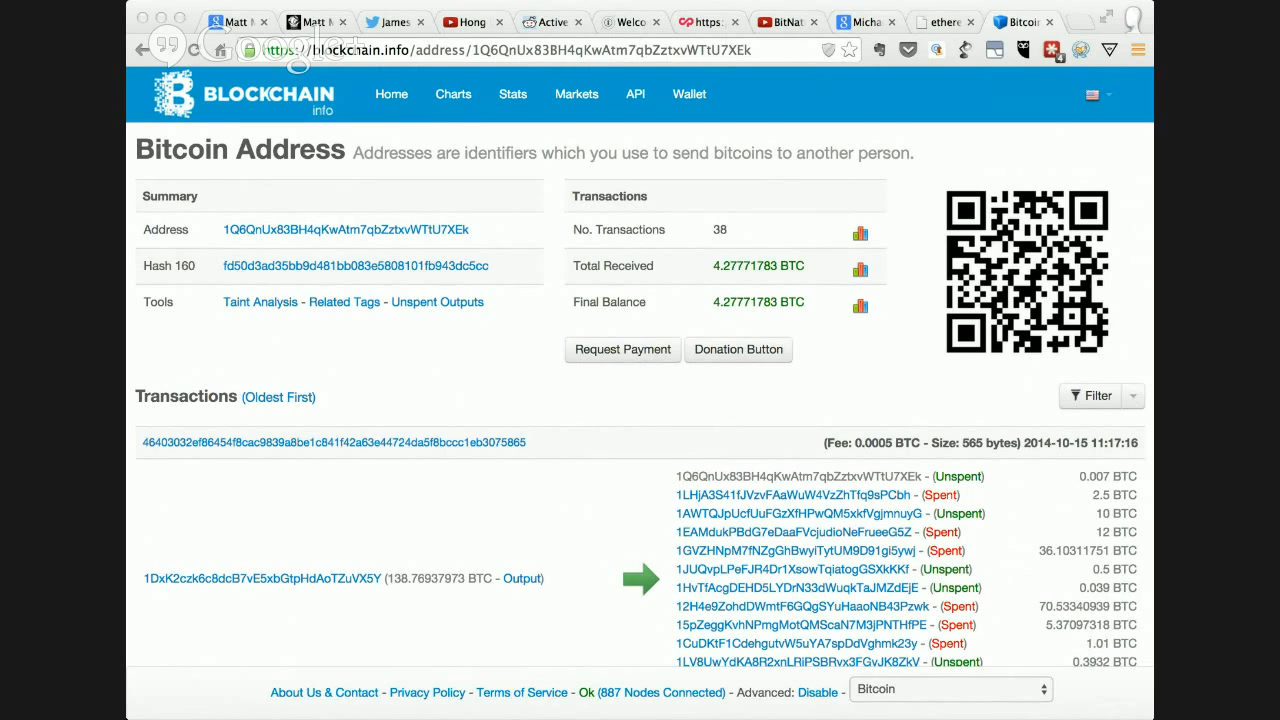 Matt M
Matt M
James
Hong
Active
Welco
https:
BitNat
Micha
ethere
Bitcoin
Google+
https://blockchain.info/address/1Q6QnUx83BH4qKwAtm7qbZztxvWTtU7XEk
4
BLOCKCHAIN
info
Home Charts Stats Markets API Wallet
Bitcoin Address Addresses are identifiers which you use to send bitcoins to another person.
Summary
Address 1Q6QnUx83BH4qKwAtm7qbZztxvWTtU7XEk
Hash 160 fd50d3ad35bb9d481bb083e5808101fb943dc5cc
Tools Taint Analysis - Related Tags - Unspent Outputs
Transactions
No. Transactions 38
Total Received 4.27771783 BTC
Final Balance 4.27771783 BTC
Request Payment Donation Button
Transactions (Oldest First)
Filter
46403032ef86454f8cac9839a8be1c841f42a63e44724da5f8bccc1eb3075865 (Fee: 0.0005 BTC - Size: 565 bytes) 2014-10-15 11:17:16
1DxK2czk6c8dcB7vE5xbGtpHdAoTZuVX5Y (138.76937973 BTC - Output)
1Q6QnUx83BH4qKwAtm7qbZztxvWTtU7XEk - (Unspent) 0.007 BTC
1LHjA3S41fJVzvFAaWuW4VzZhTfq9sPCbh - (Spent) 2.5 BTC
1AWTQJpUcfUuFGzXfHPwQM5xkfVgjmnuyG - (Unspent) 10 BTC
1EAMdukPBdG7eDaaFVcjudioNeFrueeG5Z - (Spent) 12 BTC
1GVZHNpM7fNZgGhBwyiTytUM9D91gi5ywj - (Spent) 36.10311751 BTC
1JUQvpLPeFJR4Dr1XsowTqiatogGSXkKKf - (Unspent) 0.5 BTC
1HvTfAcgDEHD5LYDrN33dWuqkTaJMZdEjE - (Unspent) 0.039 BTC
12H4e9ZohdDWmtF6GQgSYuHaaoNB43Pzwk - (Spent) 70.53340939 BTC
15pZeggKvhNPmgMotQMScaN7M3jPNTHfPE - (Spent) 5.37097318 BTC
1CuDKtF1CdehgutvW5uYA7spDdVghmk23y - (Spent) 1.01 BTC
1LV8UwYdKA8R2xnLRiPSBRvx3FGvJK8ZkV - (Unspent) 0.3932 BTC
About Us & Contact - Privacy Policy - Terms of Service - Ok (887 Nodes Connected) - Advanced: Disable - Bitcoin